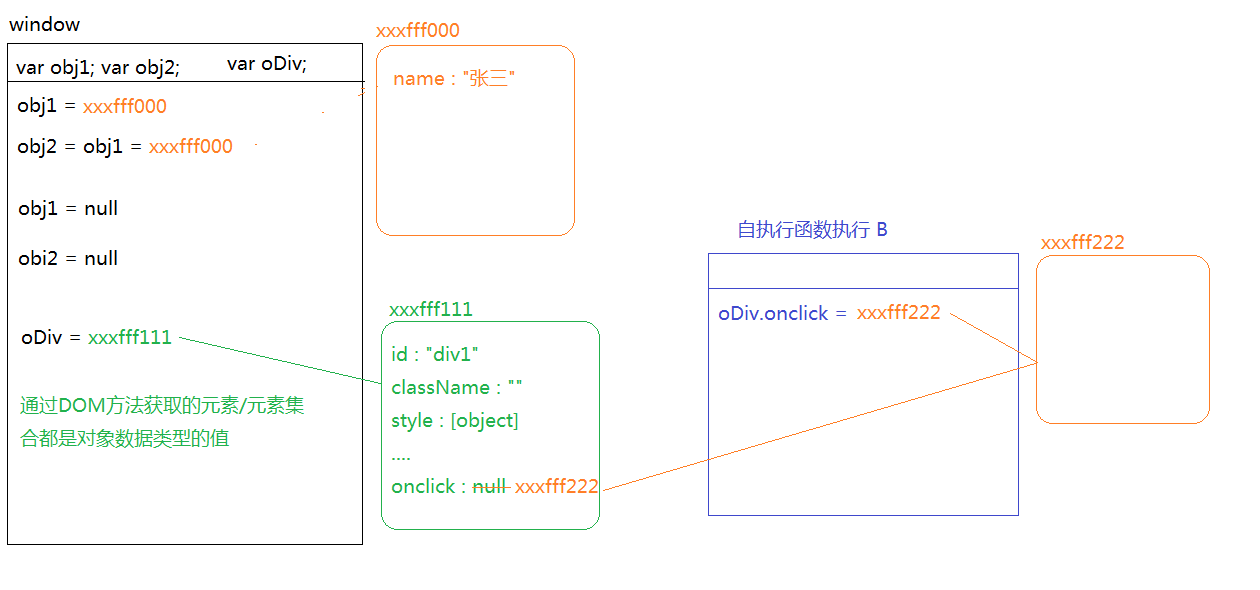 window
var obj1; var obj2;
var oDiv;
obj1 = xxxfff000
obj2 = obj1 = xxxfff000
obj1 = null
obi2 = null
oDiv = xxxfff111
通过DOM方法获取的元素/元素集
合都是对象数据类型的值
xxxfff000
name : "张三"
xxxfff111
id : "div1"
className : ""
style : [object]
....
onclick : null xxxfff222
自执行函数执行 B
oDiv.onclick = xxxfff222
xxxfff222